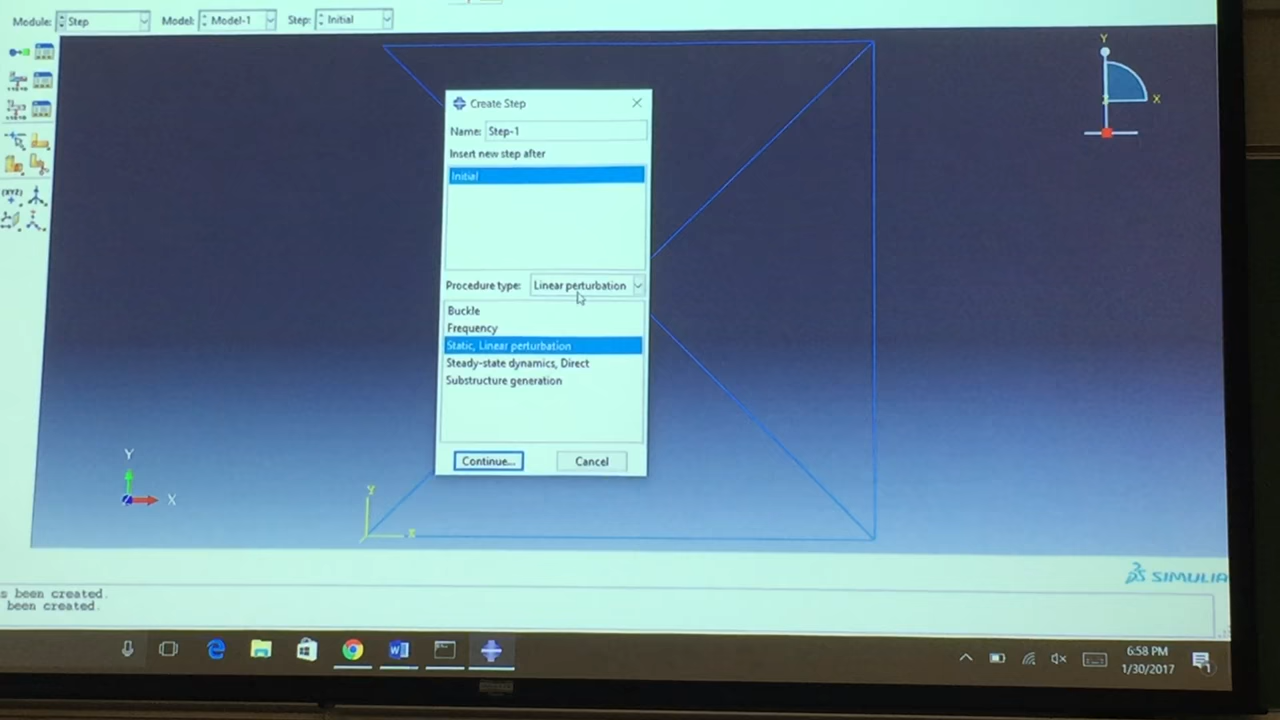 Module: Step Model: Model-1 Step: Initial
Create Step
Name: Step-1
Insert new step after
Initial
Procedure type: Linear perturbation
Buckle
Frequency
Static, Linear perturbation
Steady-state dynamics, Direct
Substructure generation
Continue... Cancel
Y
X
Y
X
Y
X
(XYZ)
SIMULIA
s been created.
been created.
6:58 PM
1/30/2017
1